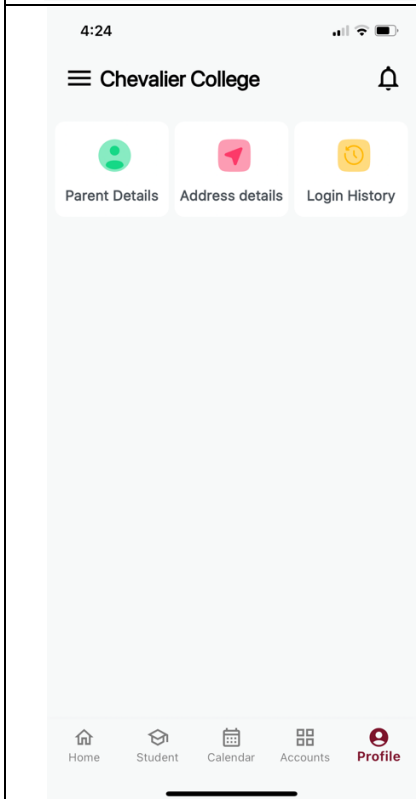 4:24
Chevalier College
Parent Details Address details Login History
Home Student Calendar Accounts Profile